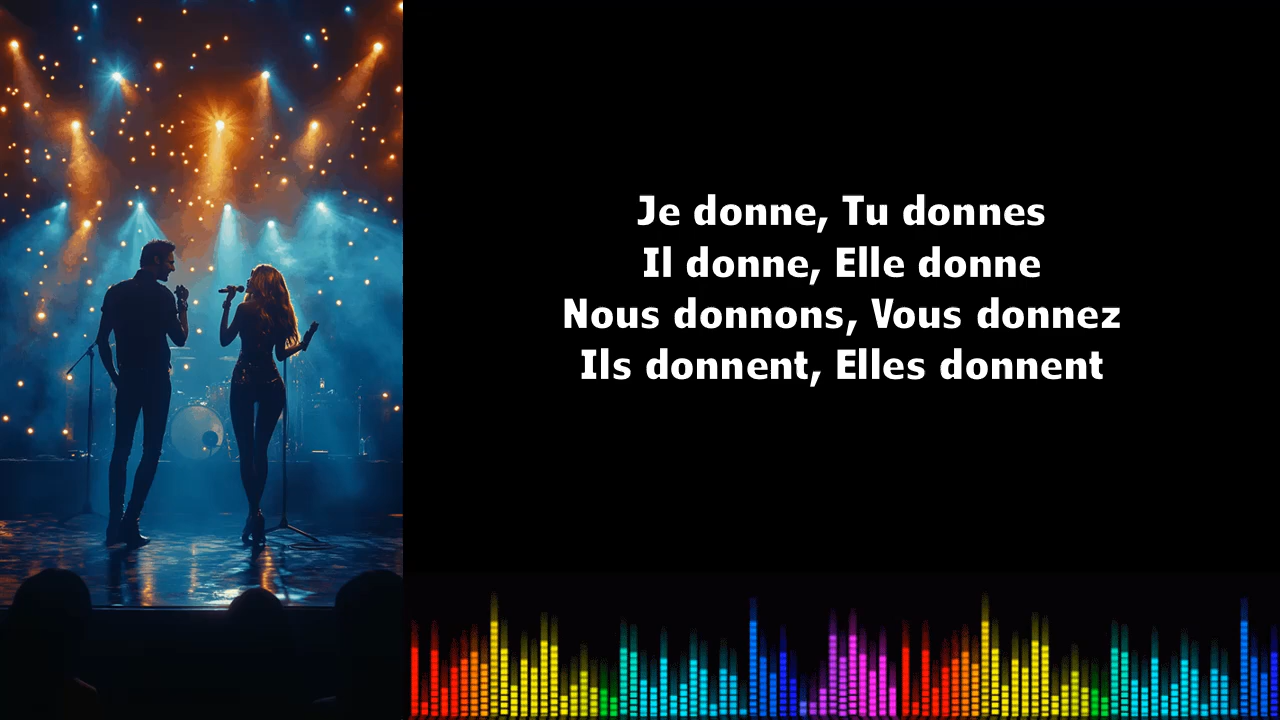 Je donne, Tu donnes
Il donne, Elle donne
Nous donnons, Vous donnez
Ils donnent, Elles donnent